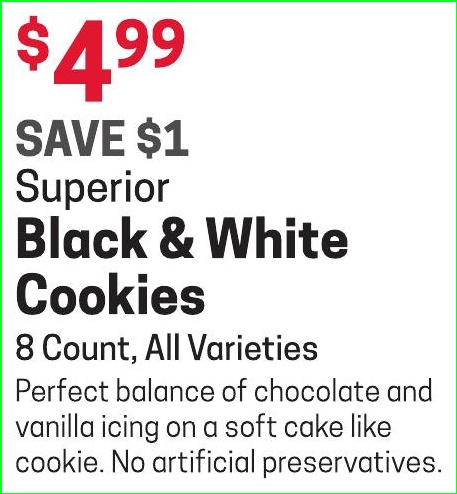 $4.99
SAVE $1
Superior
Black & White
Cookies
8 Count, All Varieties
Perfect balance of chocolate and
vanilla icing on a soft cake like
cookie. No artificial preservatives.